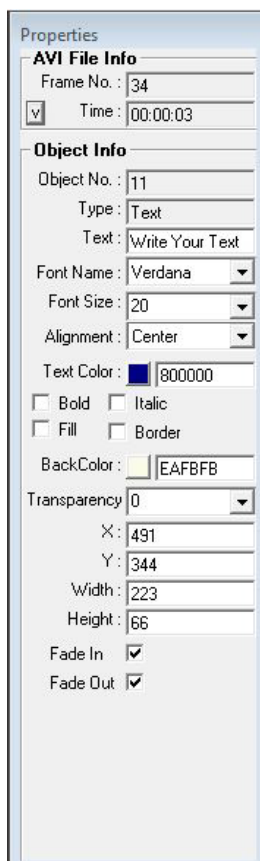 Properties
AVI File Info
Frame No. : 34
v Time : 00:00:03
Object Info
Object No. : 11
Type : Text
Text : Write Your Text
Font Name : Verdana
Font Size : 20
Alignment : Center
Text Color : 800000
Bold Italic
Fill Border
BackColor : EAFBFB
Transparency 0
X : 491
Y : 344
Width : 223
Height : 66
Fade In
Fade Out